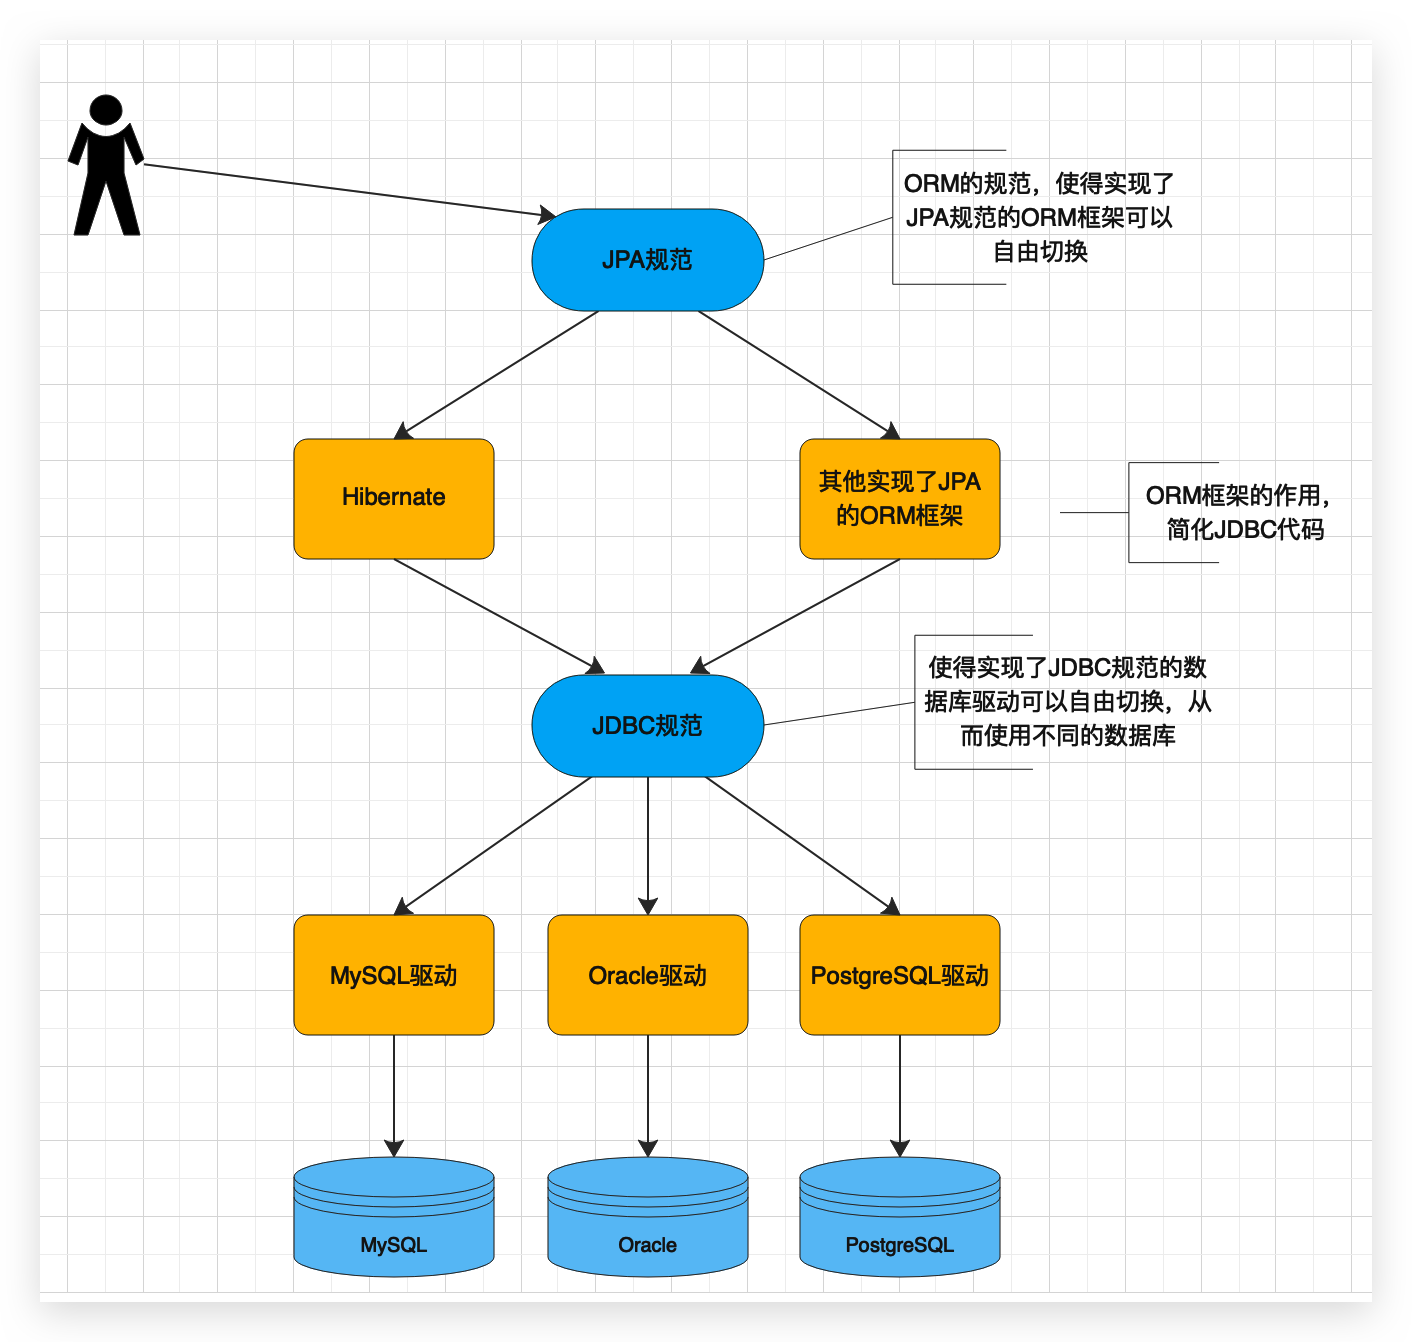 ORM的规范，使得实现了
JPA规范的ORM框架可以
自由切换
JPA规范
Hibernate
其他实现了JPA
的ORM框架
ORM框架的作用，
简化JDBC代码
使得实现了JDBC规范的数
据库驱动可以自由切换，从
而使用不同的数据库
JDBC规范
MySQL驱动
Oracle驱动
PostgreSQL驱动
MySQL
Oracle
PostgreSQL